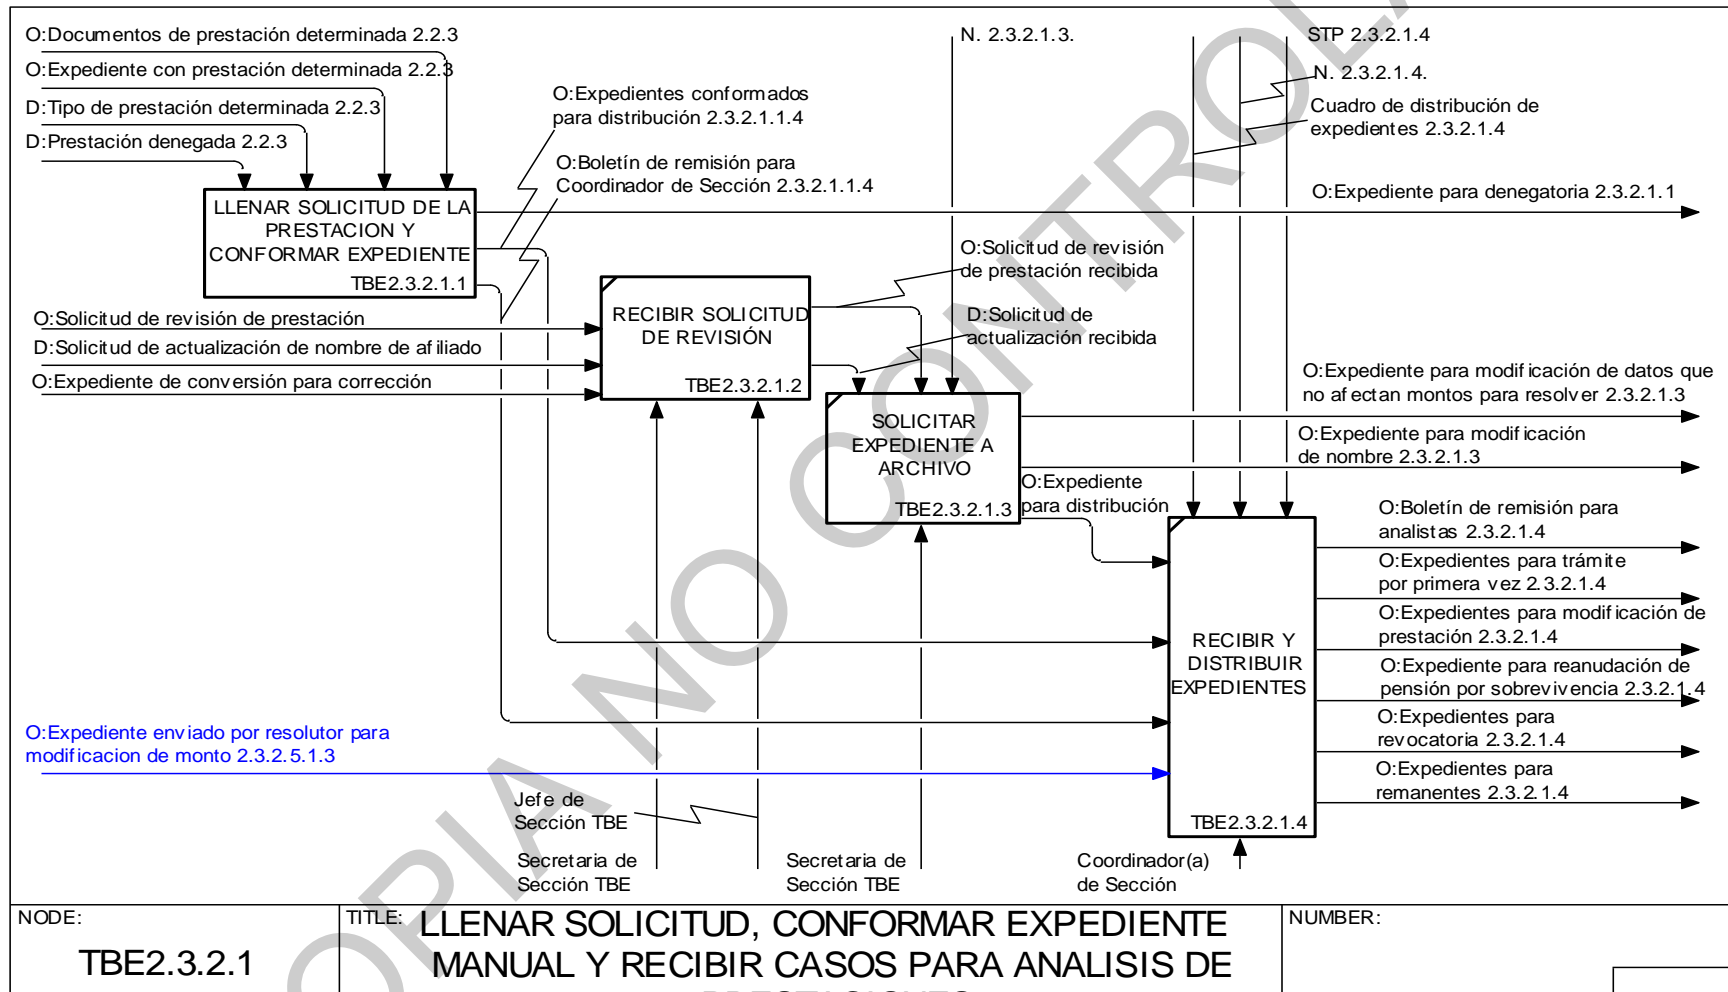 O:Documentos de prestación determinada 2.2.3
O:Expediente con prestación determinada 2.2.3
D:Tipo de prestación determinada 2.2.3
D:Prestación denegada 2.2.3
O:Expedientes conformados
para distribución 2.3.2.1.1.4
O:Boletín de remisión para
Coordinador de Sección 2.3.2.1.1.4
N. 2.3.2.1.3.
STP 2.3.2.1.4
N. 2.3.2.1.4.
Cuadro de distribución de
expedientes 2.3.2.1.4
LLENAR SOLICITUD DE LA
PRESTACION Y
CONFORMAR EXPEDIENTE
TBE2.3.2.1.1
O:Expediente para denegatoria 2.3.2.1.1
O:Solicitud de revisión
de prestación recibida
D:Solicitud de
actualización recibida
O:Solicitud de revisión de prestación
D:Solicitud de actualización de nombre de afiliado
O:Expediente de conversión para corrección
RECIBIR SOLICITUD
DE REVISIÓN
TBE2.3.2.1.2
SOLICITAR
EXPEDIENTE A
ARCHIVO
TBE2.3.2.1.3
O:Expediente para modificación de datos que
no afectan montos para resolver 2.3.2.1.3
O:Expediente para modificación
de nombre 2.3.2.1.3
O:Expediente
para distribución
O:Boletín de remisión para
analistas 2.3.2.1.4
O:Expedientes para trámite
por primera vez 2.3.2.1.4
O:Expedientes para modificación de
prestación 2.3.2.1.4
O:Expediente para reanudación de
pensión por sobrevivencia 2.3.2.1.4
O:Expedientes para
revocatoria 2.3.2.1.4
O:Expedientes para
remanentes 2.3.2.1.4
RECIBIR Y
DISTRIBUIR
EXPEDIENTES
TBE2.3.2.1.4
O:Expediente enviado por resolutor para
modificacion de monto 2.3.2.5.1.3
Jefe de
Sección TBE
Secretaria de
Sección TBE
Secretaria de
Sección TBE
Coordinador(a)
de Sección
NODE:
TBE2.3.2.1
TITLE:
LLENAR SOLICITUD, CONFORMAR EXPEDIENTE
MANUAL Y RECIBIR CASOS PARA ANALISIS DE
NUMBER:
OPIA NO CONTROL